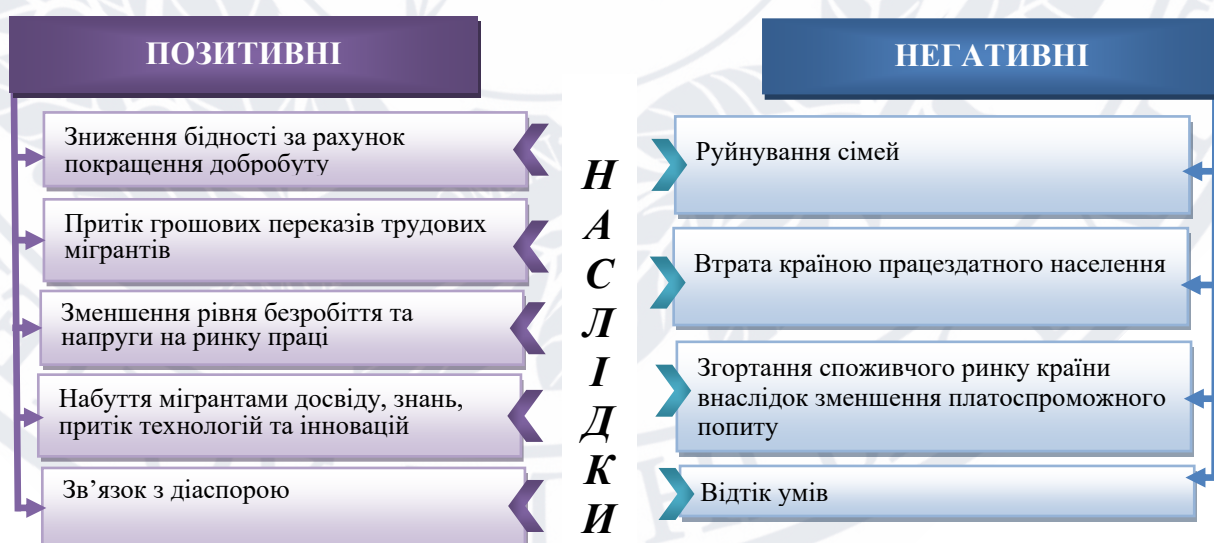 ПОЗИТИВНІ
Зниження бідності за рахунок
покращення добробуту
Притік грошових переказів трудових
мігрантів
Зменшення рівня безробіття та
напруги на ринку праці
Набуття мігрантами досвіду, знань,
притік технологій та інновацій
Зв’язок з діаспорою
НАСЛІДКИ
НЕГАТИВНІ
Руйнування сімей
Втрата країною працездатного населення
Згортання споживчого ринку країни
внаслідок зменшення платоспроможного
попиту
Відтік умів